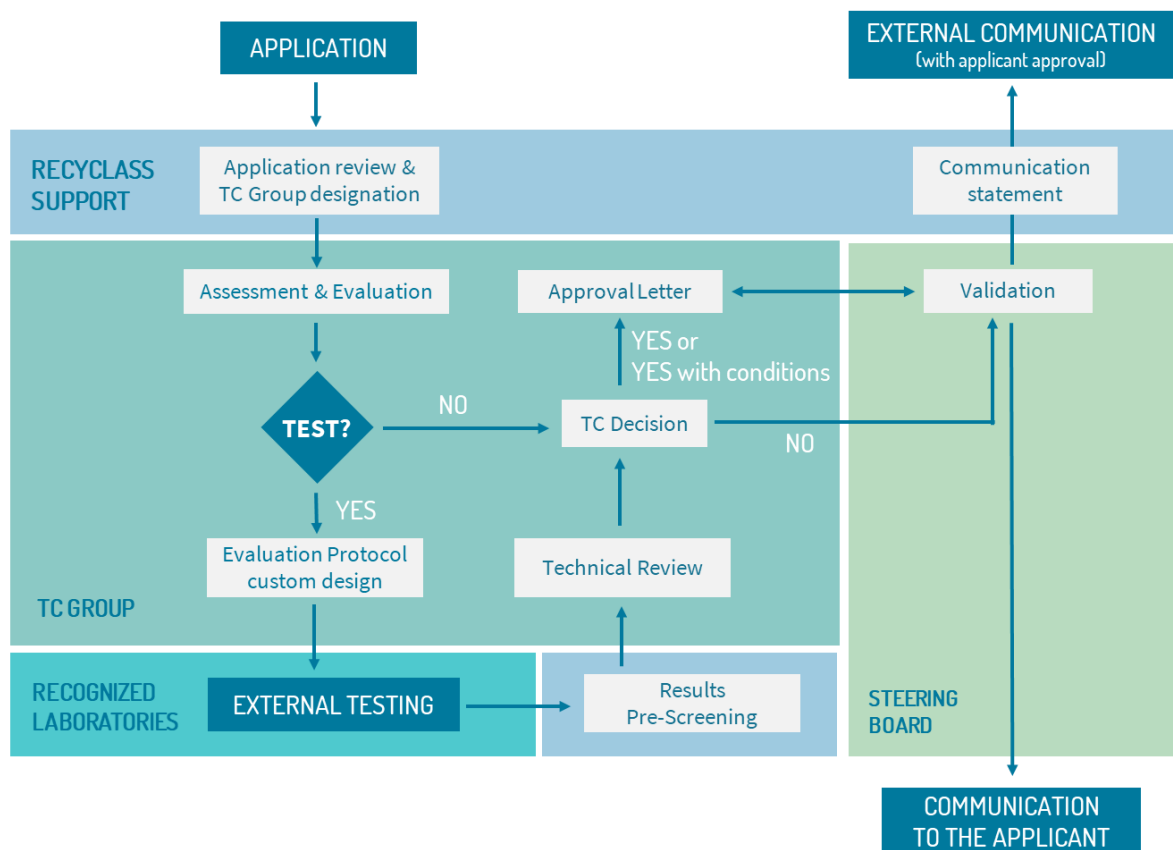 APPLICATION
EXTERNAL COMMUNICATION
(with applicant approval)
RECYCLASS
SUPPORT
Application review &
TC Group designation
Communication
statement
Assessment & Evaluation
Approval Letter
Validation
YES or
YES with conditions
TEST?
NO
TC Decision
NO
YES
Evaluation Protocol
custom design
Technical Review
TC GROUP
RECOGNIZED
LABORATORIES
EXTERNAL TESTING
Results
Pre-Screening
STEERING
BOARD
COMMUNICATION
TO THE APPLICANT